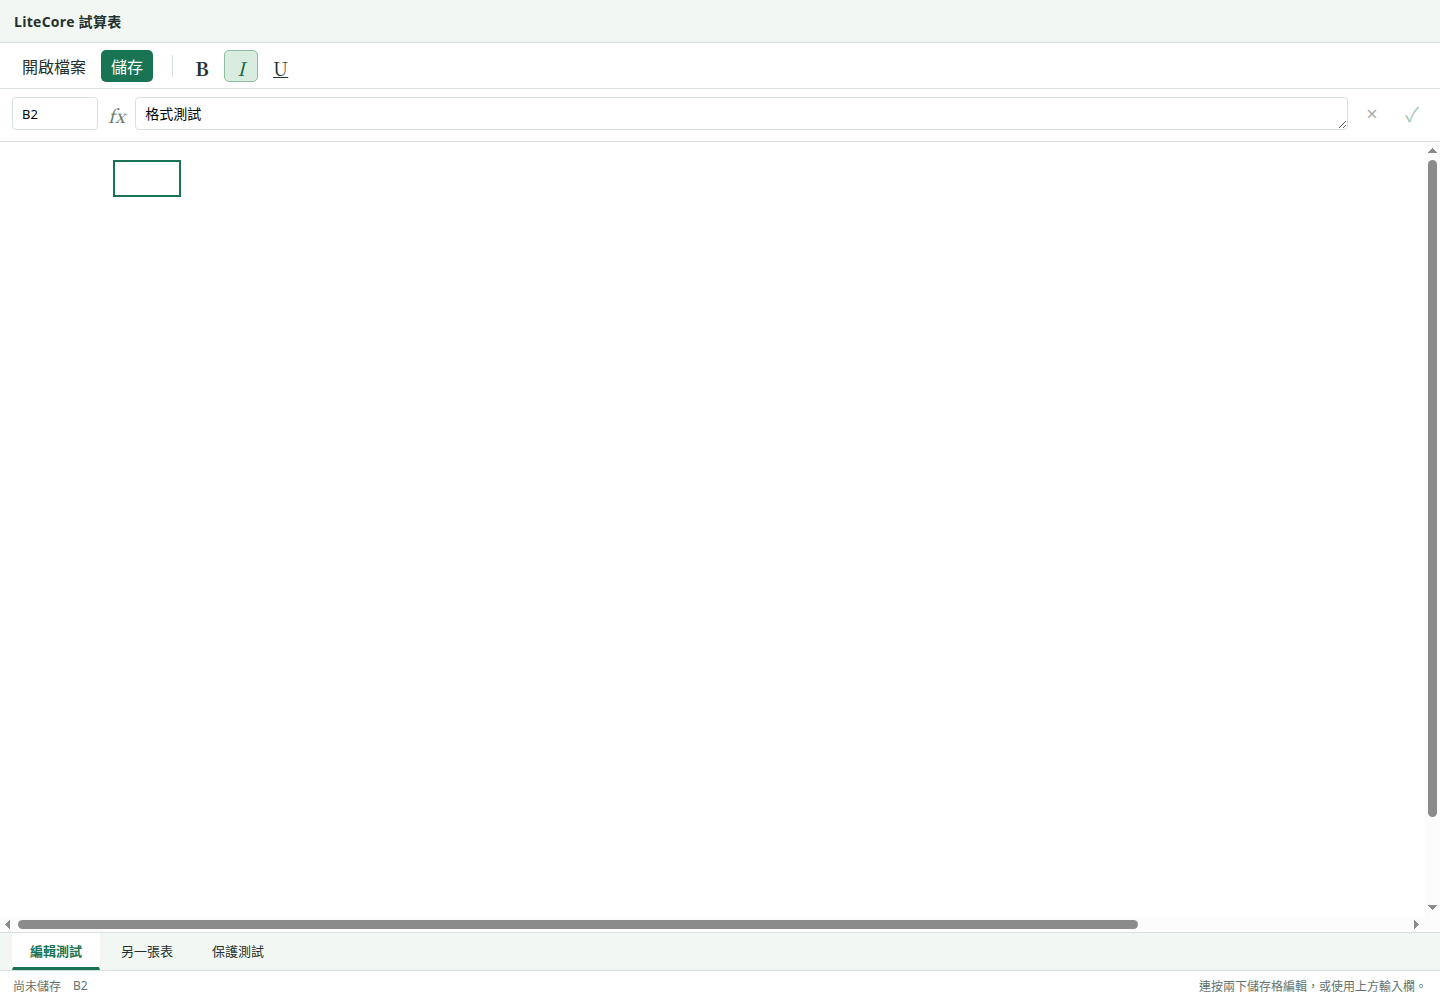 LiteCore 試算表
開啟檔案 儲存 B I U
B2 fx 格式測試 × ✓
編輯測試 另一張表 保護測試
尚未儲存 B2 連按兩下儲存格編輯，或使用上方輸入欄。